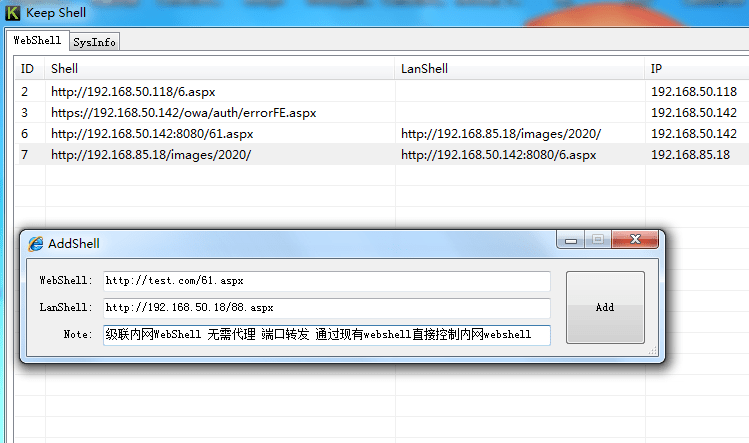 K Keep Shell
WebShell SysInfo
ID Shell LanShell IP
2 http://192.168.50.118/6.aspx 192.168.50.118
3 https://192.168.50.142/owa/auth/errorFE.aspx 192.168.50.142
6 http://192.168.50.142:8080/61.aspx http://192.168.85.18/images/2020/ 192.168.50.142
7 http://192.168.85.18/images/2020/ http://192.168.50.142:8080/6.aspx 192.168.85.18
AddShell
WebShell: http://test.com/61.aspx
LanShell: http://192.168.50.18/88.aspx
Add
Note: 级联内网WebShell 无需代理 端口转发 通过现有webshell直接控制内网webshell